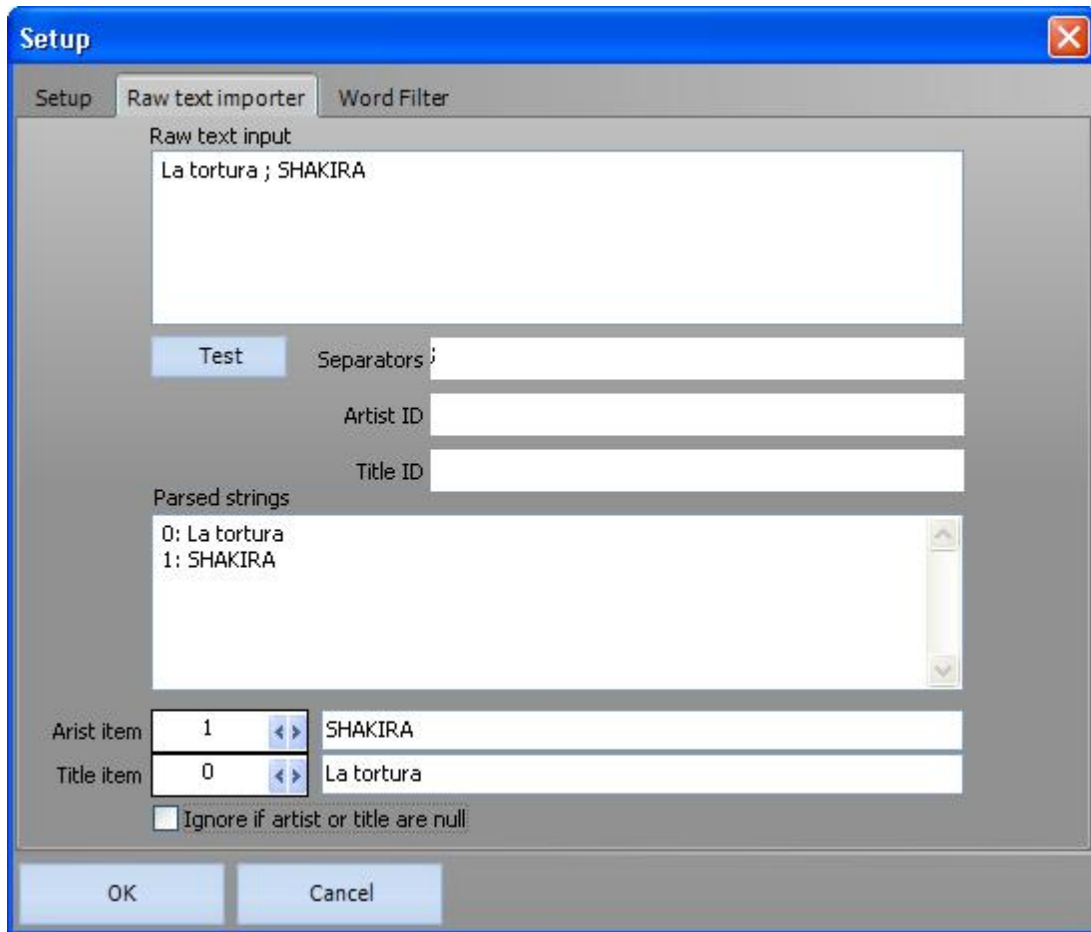 Setup
Setup Raw text importer Word Filter
Raw text input
La tortura ; SHAKIRA
Test Separators ;
Artist ID
Title ID
Parsed strings
0: La tortura
1: SHAKIRA
Arist item 1 SHAKIRA
Title item 0 La tortura
Ignore if artist or title are null
OK Cancel